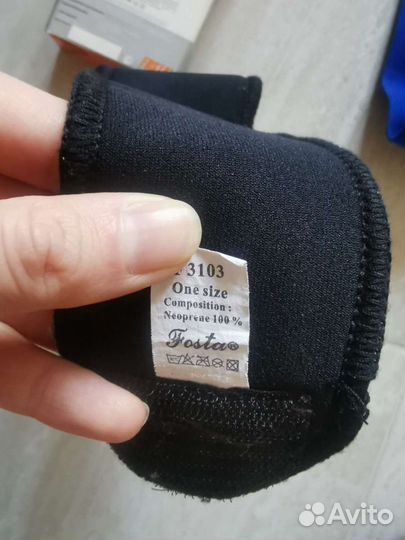 3103
One size
Composition :
Neoprene 100 %
Fosta®
Avito